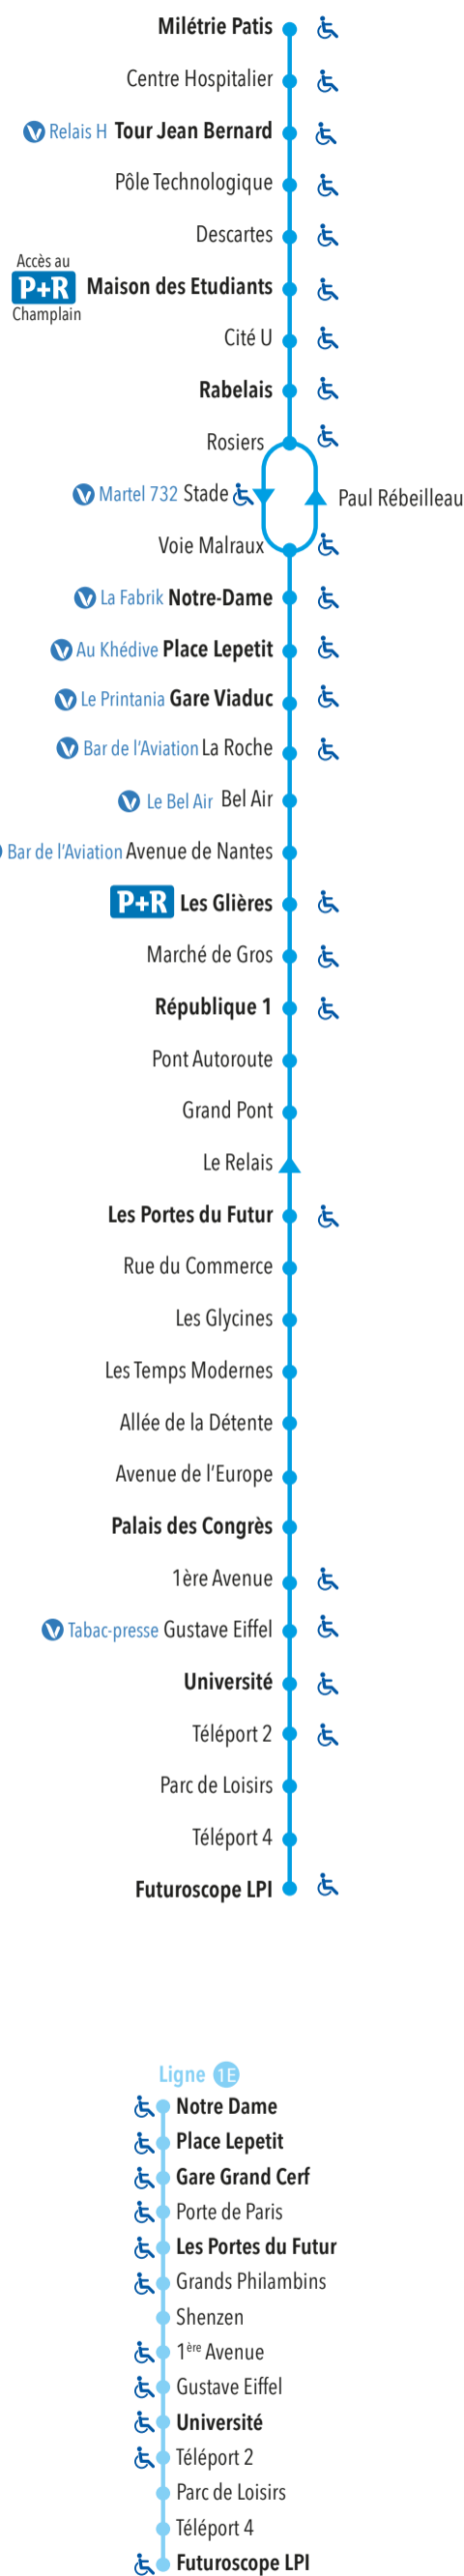 Milétrie Patis
Centre Hospitalier
Relais H Tour Jean Bernard
Pôle Technologique
Descartes
Accès au
P+R Maison des Etudiants
Champlain
Cité U
Rabelais
Rosiers
Martel 732 Stade
Paul Rébeilleau
Voie Malraux
La Fabrik Notre-Dame
Au Khédive Place Lepetit
Le Printania Gare Viaduc
Bar de l'Aviation La Roche
Le Bel Air Bel Air
Bar de l'Aviation Avenue de Nantes
P+R Les Glières
Marché de Gros
République 1
Pont Autoroute
Grand Pont
Le Relais
Les Portes du Futur
Rue du Commerce
Les Glycines
Les Temps Modernes
Allée de la Détente
Avenue de l'Europe
Palais des Congrès
1ère Avenue
Tabac-presse Gustave Eiffel
Université
Téléport 2
Parc de Loisirs
Téléport 4
Futuroscope LPI
Ligne 1E
Notre Dame
Place Lepetit
Gare Grand Cerf
Porte de Paris
Les Portes du Futur
Grands Philambins
Shenzen
1ère Avenue
Gustave Eiffel
Université
Téléport 2
Parc de Loisirs
Téléport 4
Futuroscope LPI